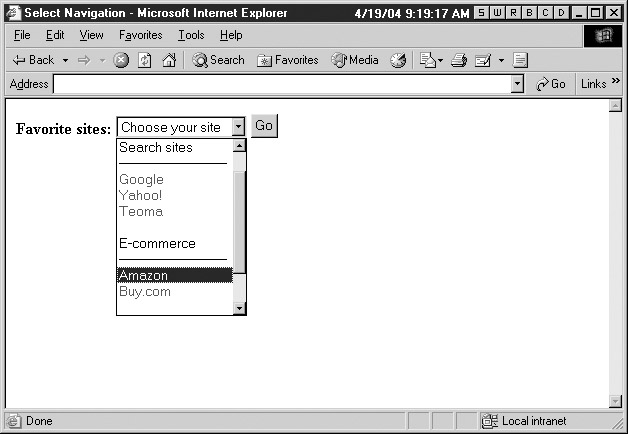 Select Navigation - Microsoft Internet Explorer 4/19/04 9:19:17 AM S W R B C D
File Edit View Favorites Tools Help
Back Search Favorites Media
Address Go Links »
Favorite sites: Choose your site Go
Search sites
Google
Yahoo!
Teoma
E-commerce
Amazon
Buy.com
Done Local intranet